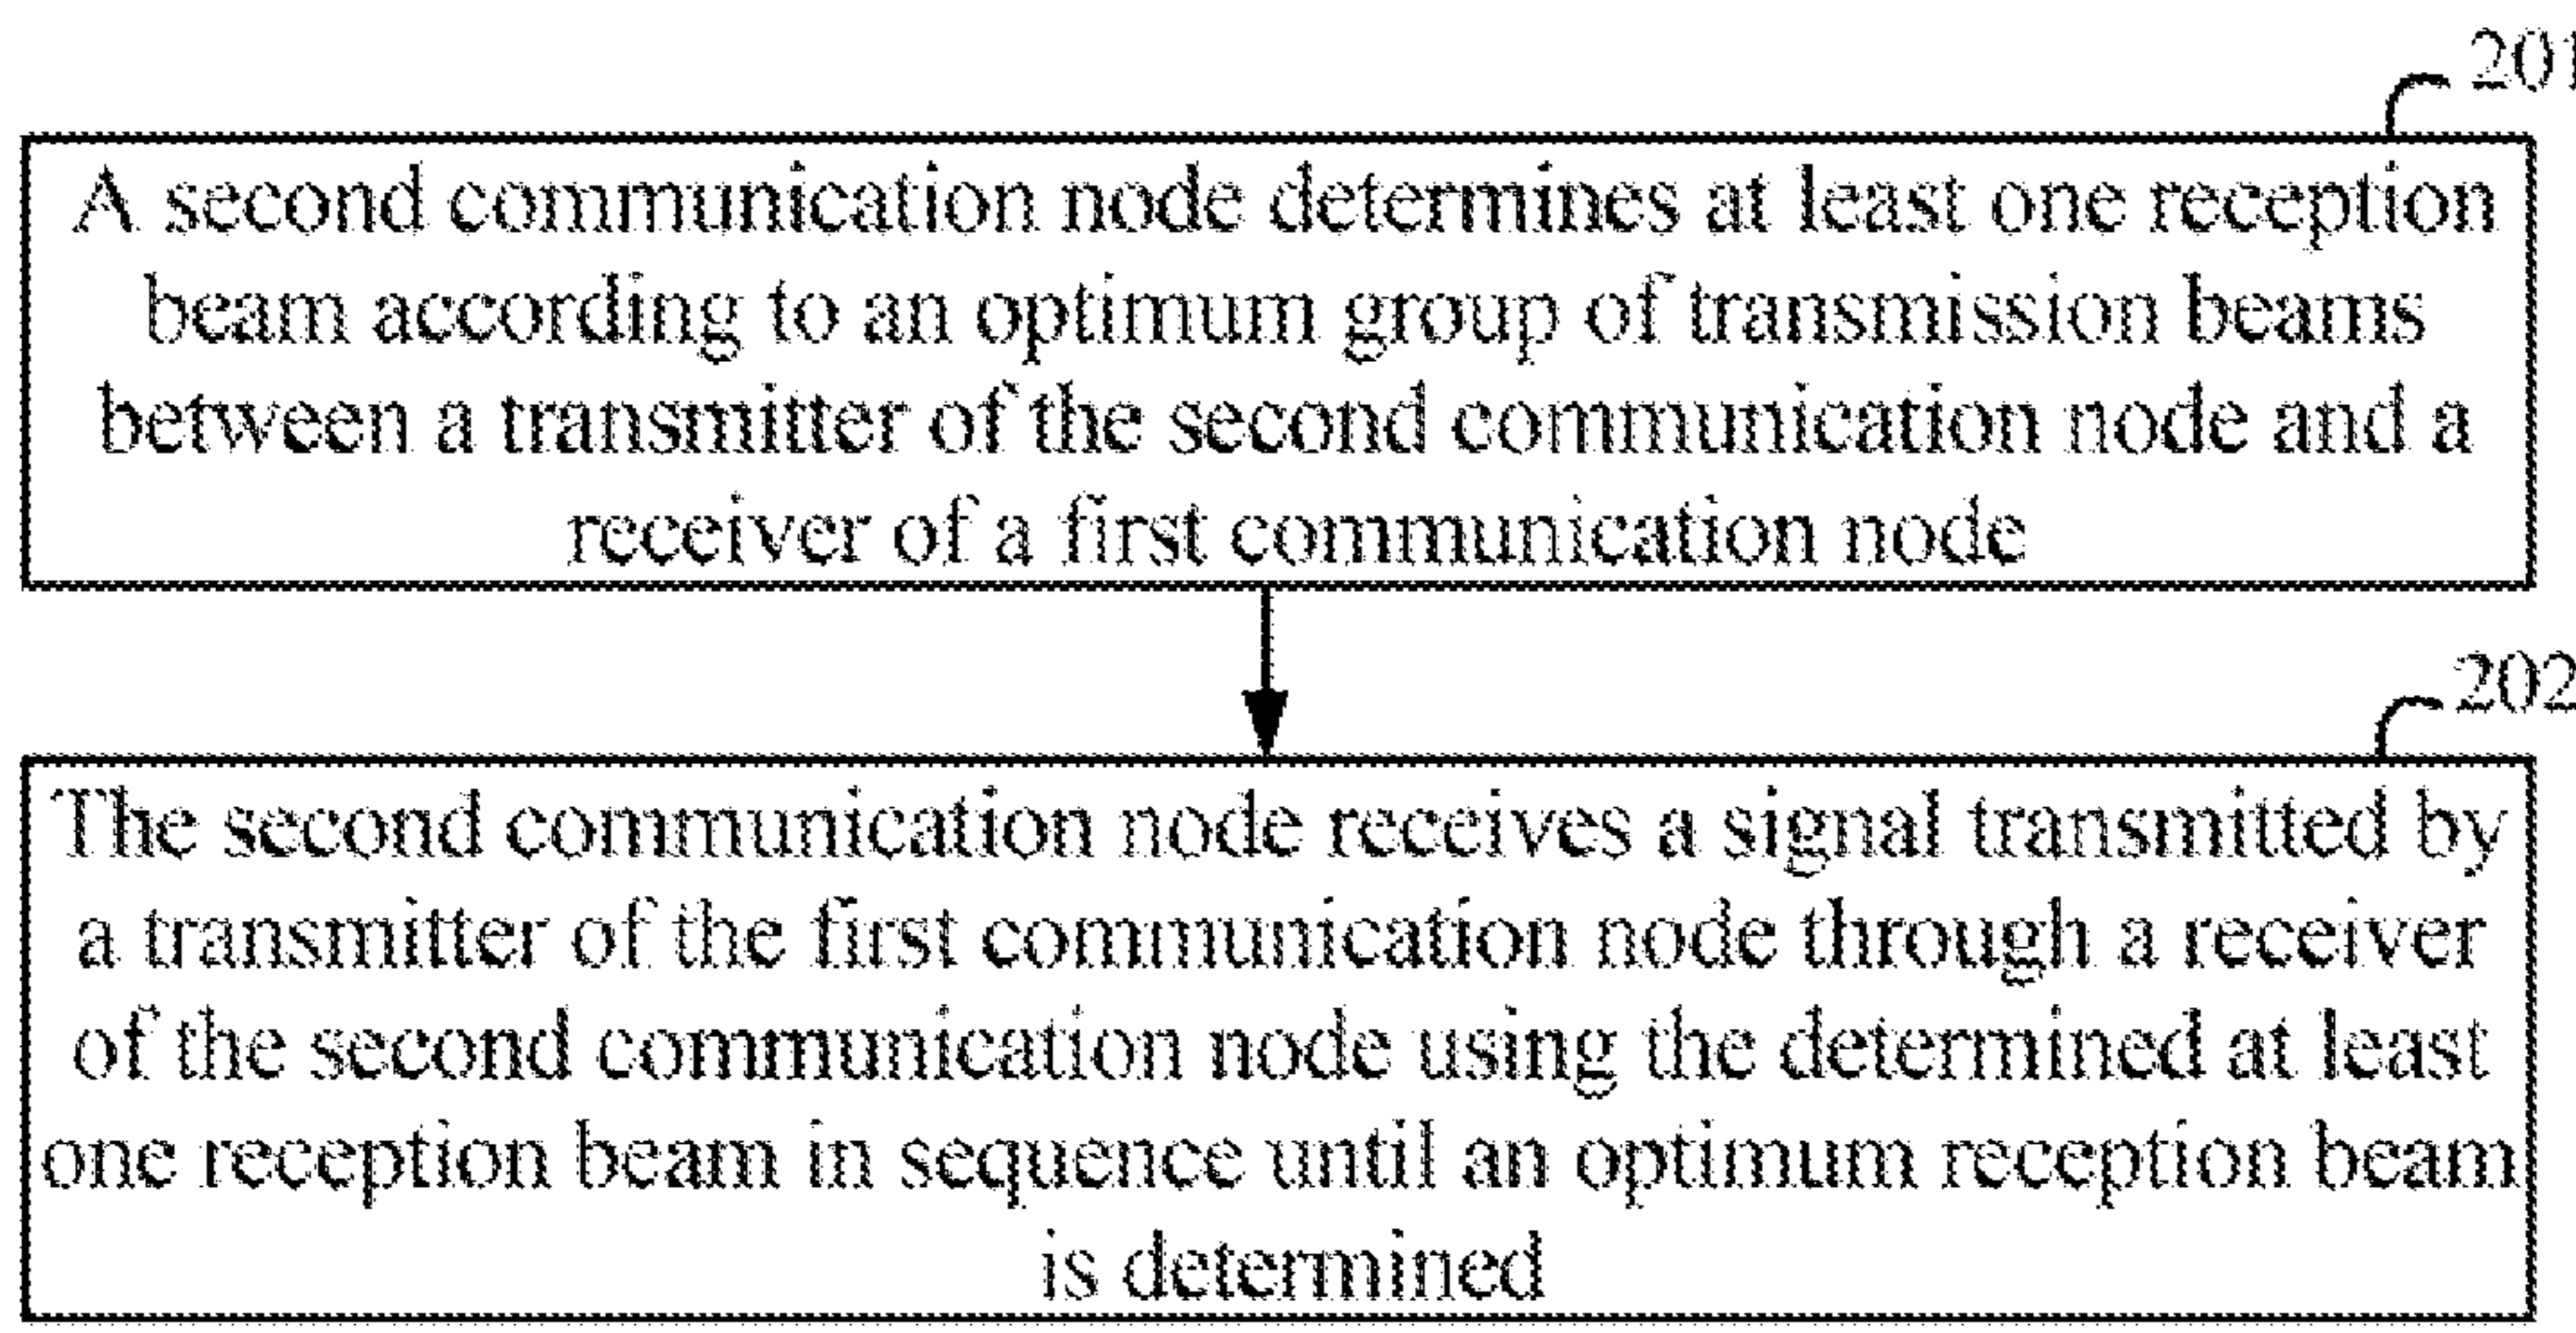 201
A second communication node determines at least one reception
beam according to an optimum group of transmission beams
between a transmitter of the second communication node and a
receiver of a first communication node
202
The second communication node receives a signal transmitted by
a transmitter of the first communication node through a receiver
of the second communication node using the determined at least
one reception beam in sequence until an optimum reception beam
is determined